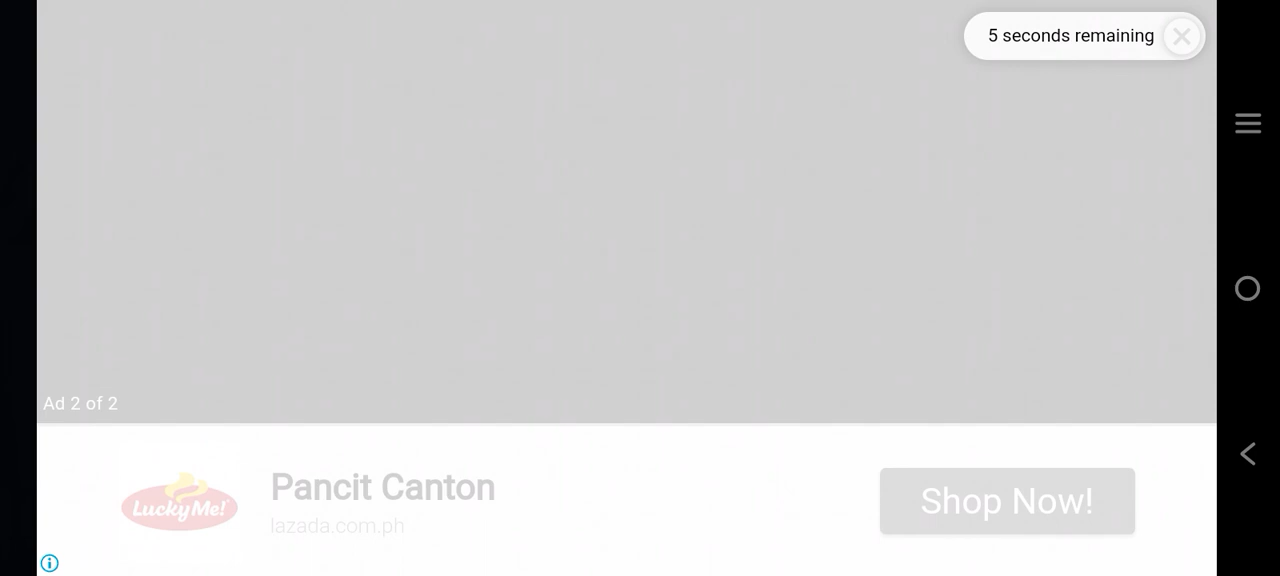 5 seconds remaining
Ad 2 of 2
Lucky Me!
Pancit Canton
lazada.com.ph
Shop Now!